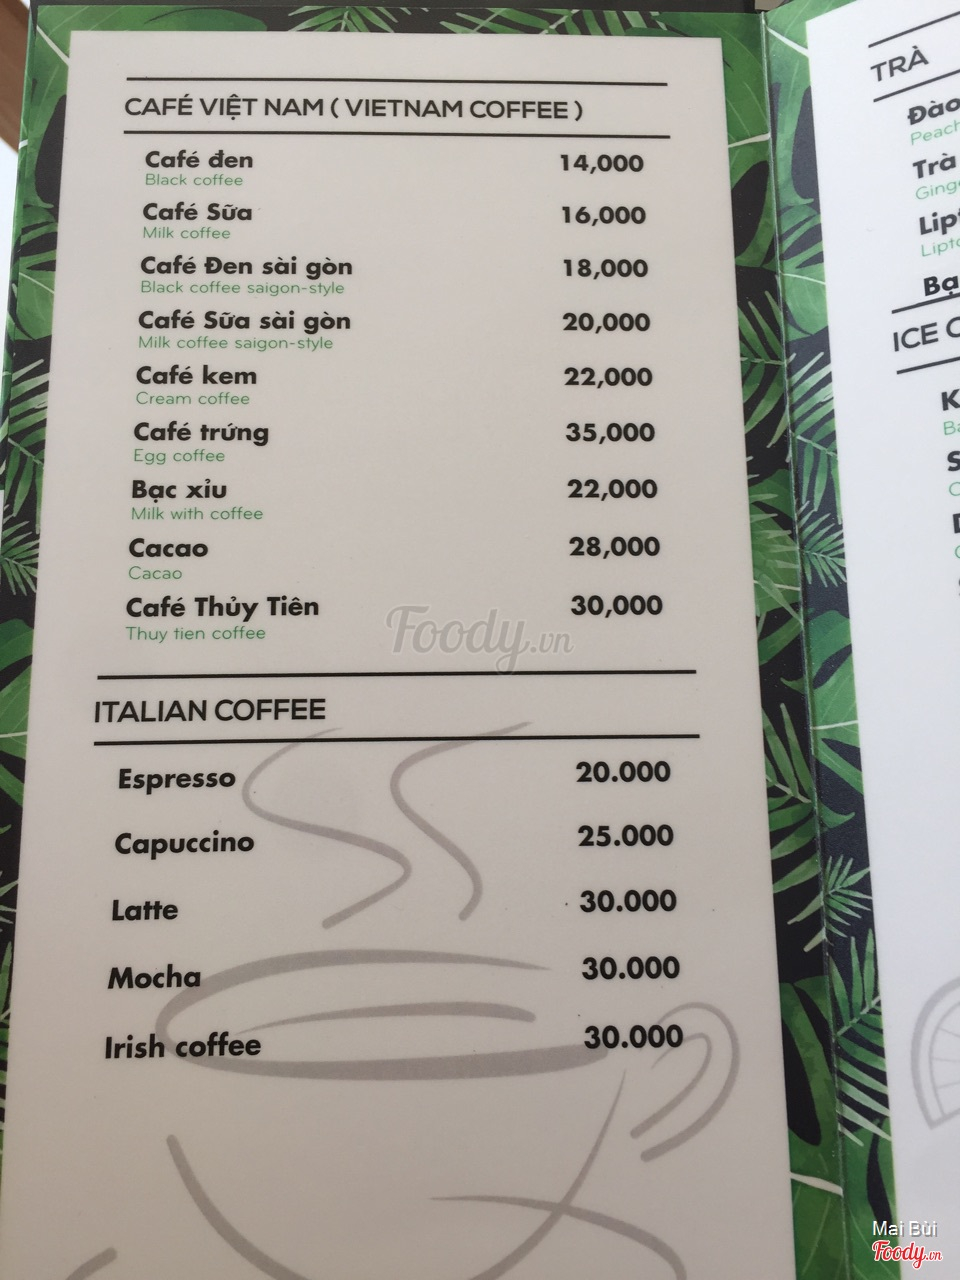 CAFÉ VIỆT NAM ( VIETNAM COFFEE )
Café đen 14,000
Black coffee
Café Sữa 16,000
Milk coffee
Café Đen sài gòn 18,000
Black coffee saigon-style
Café Sữa sài gòn 20,000
Milk coffee saigon-style
Café kem 22,000
Cream coffee
Café trứng 35,000
Egg coffee
Bạc xỉu 22,000
Milk with coffee
Cacao 28,000
Cacao
Café Thủy Tiên 30,000
Thuy tien coffee
Foody.vn
ITALIAN COFFEE
Espresso 20.000
Capuccino 25.000
Latte 30.000
Mocha 30.000
Irish coffee 30.000
TRÀ
Đào
Peach
Trà
ICE
Mai Bùi
Foody.vn